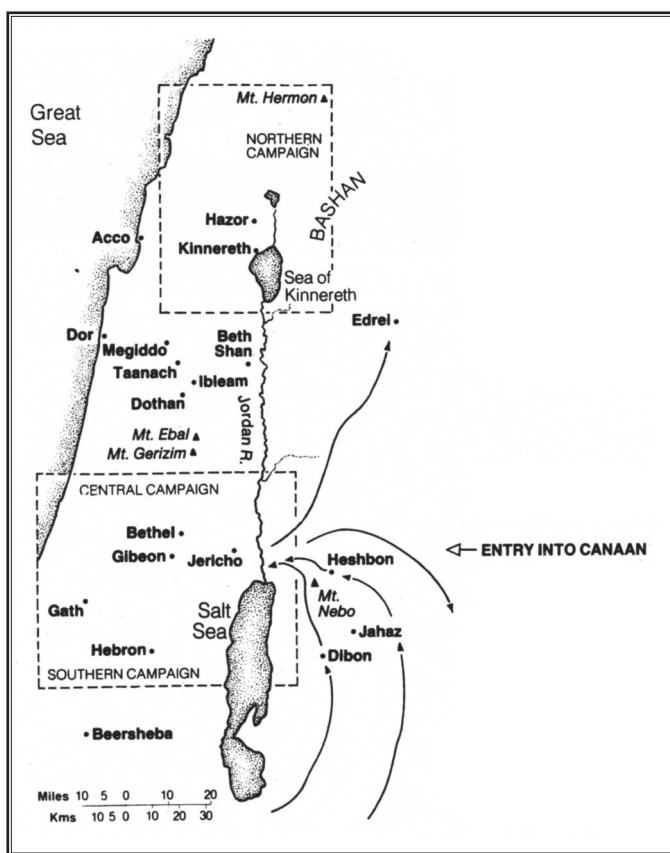 Great
Sea
Mt. Hermon
NORTHERN
CAMPAIGN
BASHAN
Hazor
Acco
Kinnereth
Sea of
Kinnereth
Edrei
Dor
Megiddo
Beth
Shan
Taanach
Ibleam
Dothan
Jordan R.
Mt. Ebal
Mt. Gerizim
CENTRAL CAMPAIGN
Bethel
Gibeon
Jericho
Heshbon
ENTRY INTO CANAAN
Mt.
Nebo
Gath
Salt
Sea
Jahaz
Hebron
Dibon
SOUTHERN CAMPAIGN
Beersheba
Miles 10 5 0 10 20
Kms 10 5 0 10 20 30